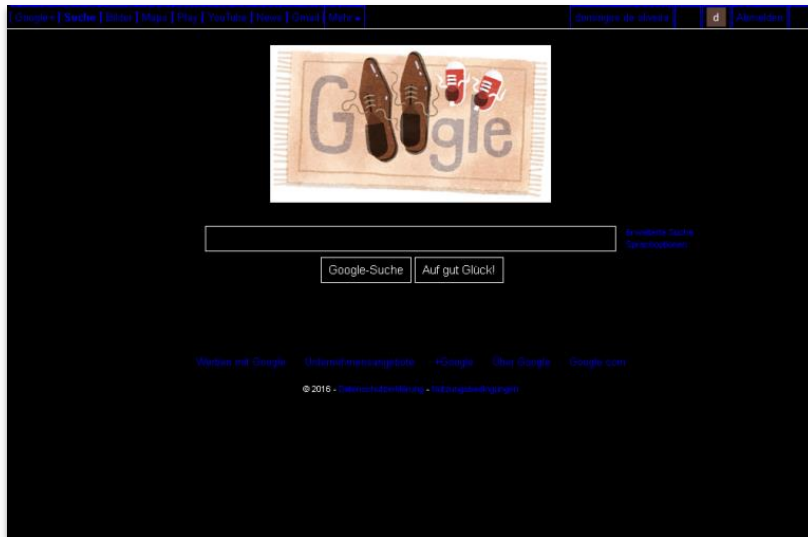 Google+ Suche Bilder Maps Play YouTube News Gmail Mehr
d Abmelden
Google
Erweiterte Suche
Sprachoptionen
Google-Suche Auf gut Glück!
Werben mit Google Unternehmensangebote +Google Über Google Google.com
© 2016 - Datenschutzerklärung - Nutzungsbedingungen